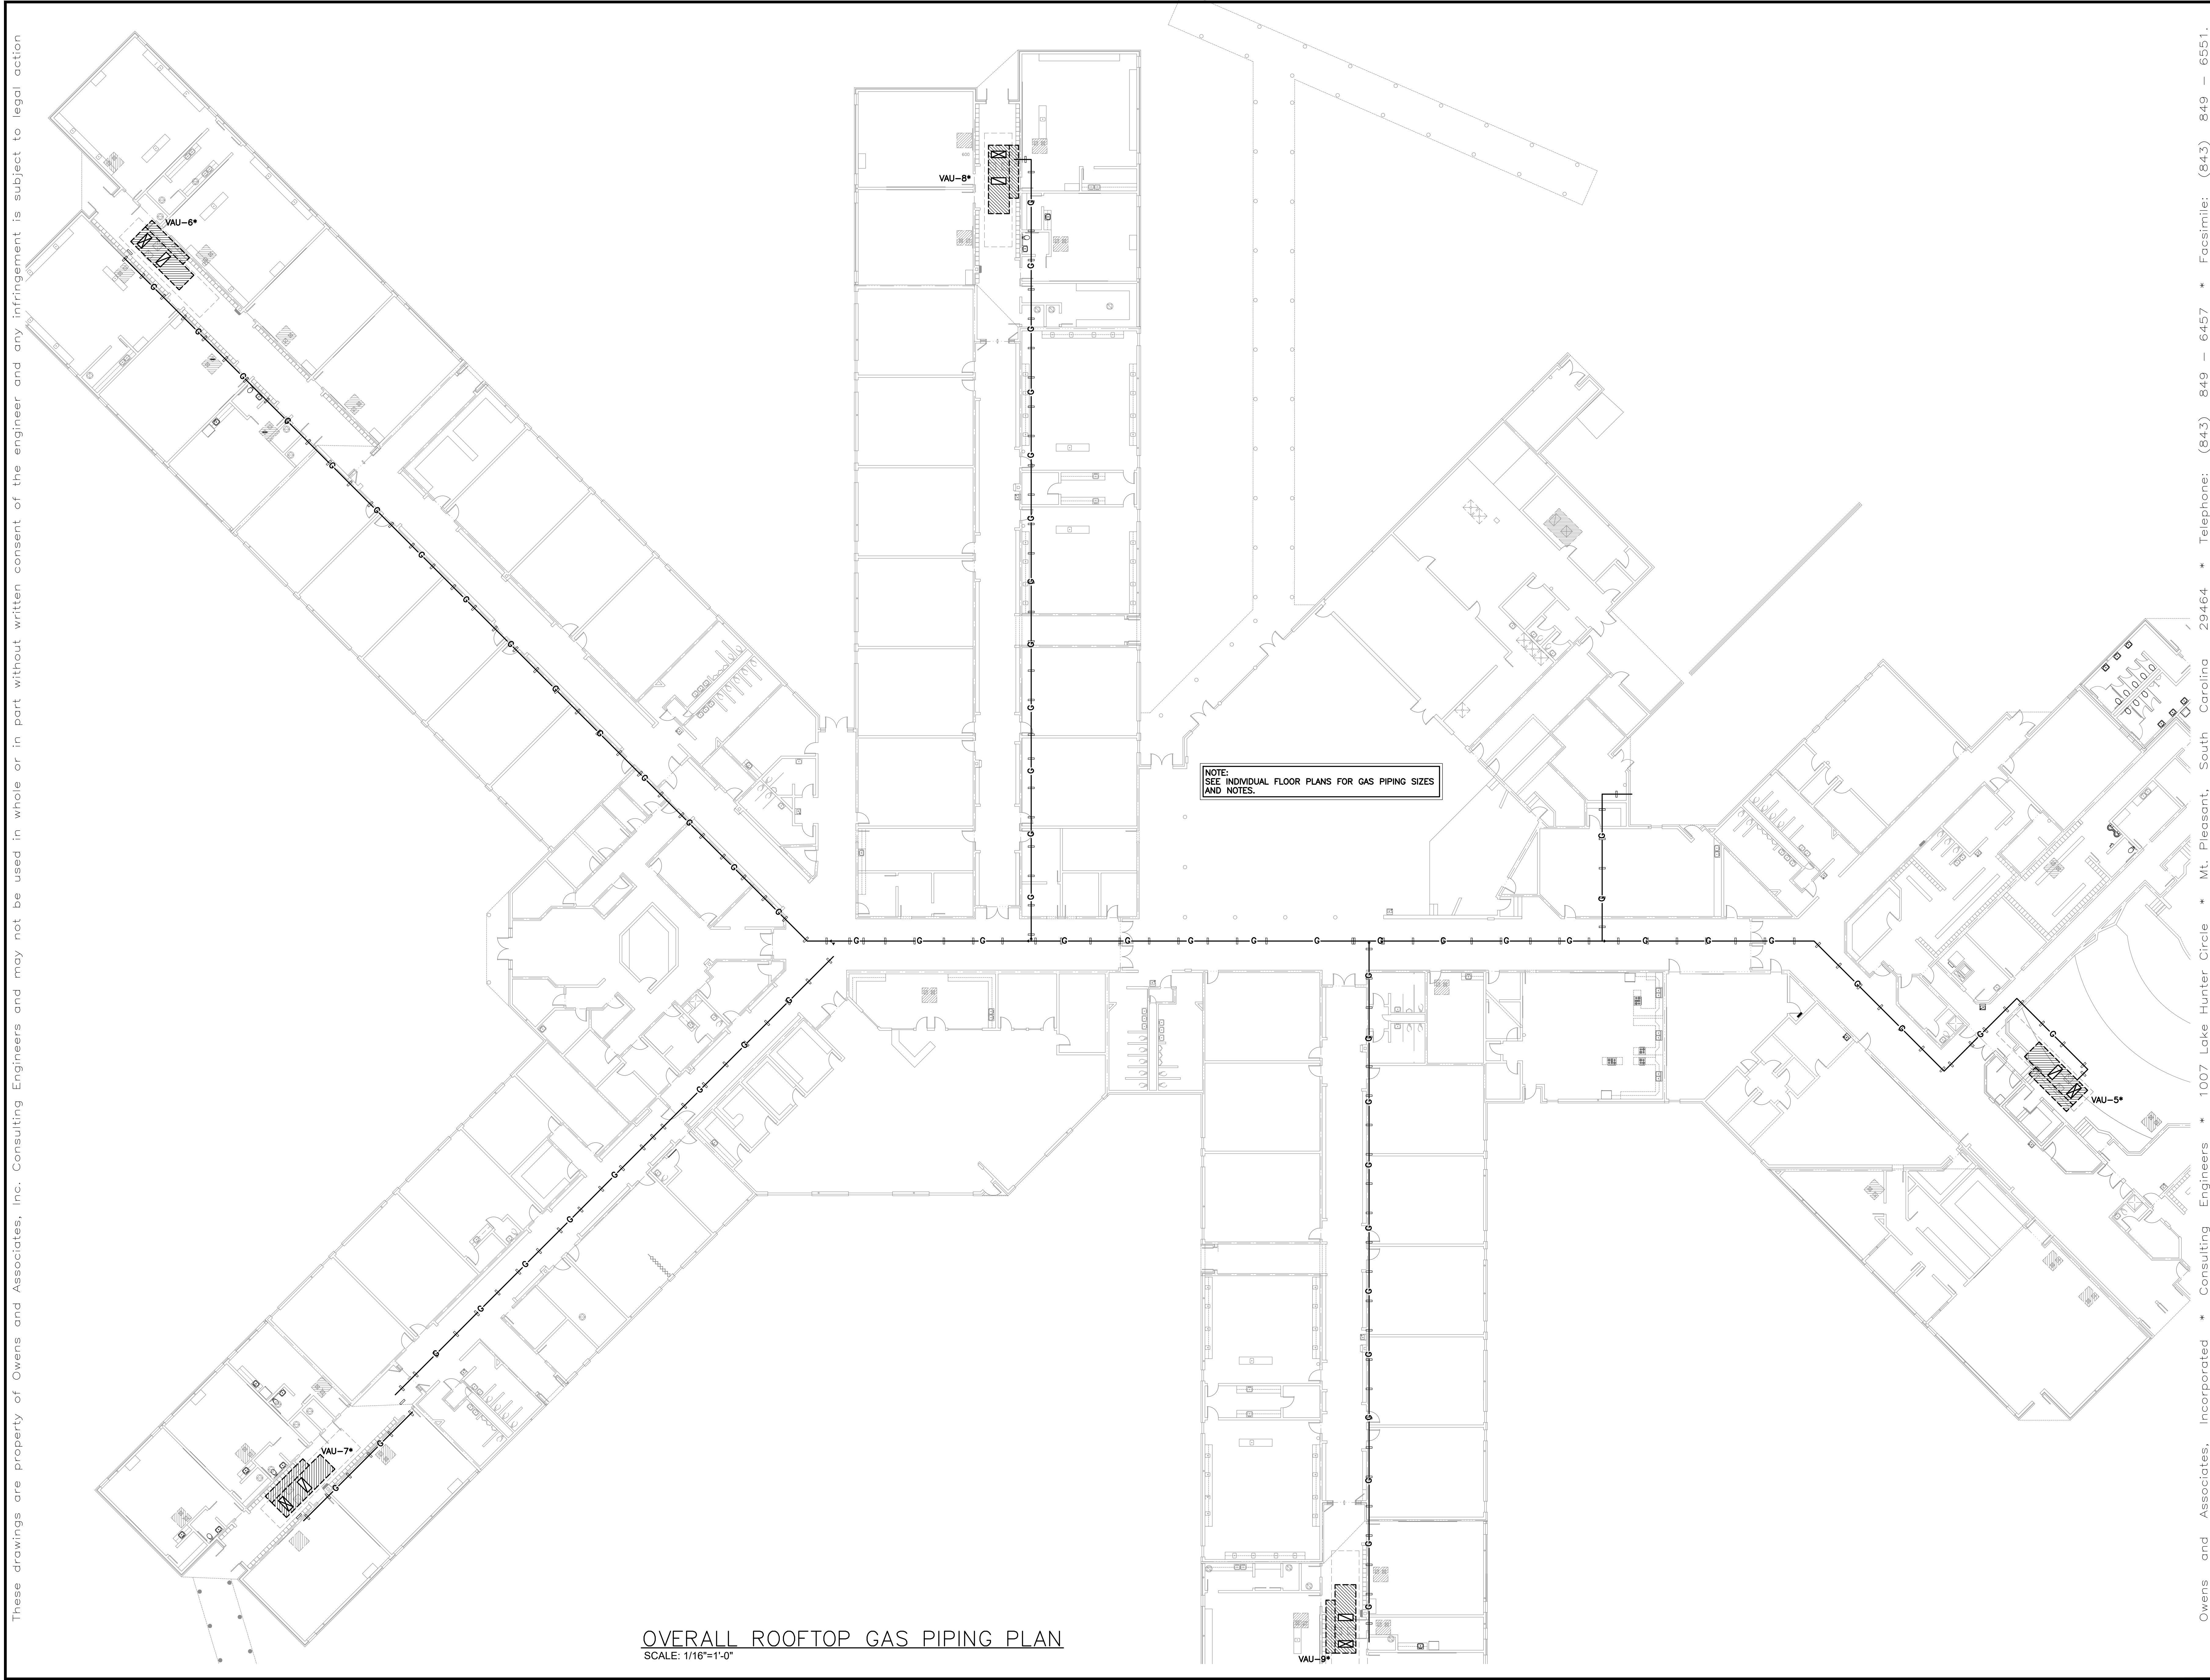 These drawings are property of Owens and Associates, Inc. Consulting Engineers and may not be used in whole or in part without written consent of the engineer and any infringement is subject to legal action
VAU-8*
VAU-6*
NOTE:
SEE INDIVIDUAL FLOOR PLANS FOR GAS PIPING SIZES
AND NOTES.
VAU-5*
VAU-7*
VAU-9*
OVERALL ROOFTOP GAS PIPING PLAN
SCALE: 1/16"=1'-0"
Owens and Associates, Incorporated * Consulting Engineers * 1007 Lake Hunter Circle * Mt. Pleasant, South Carolina 29464 * Telephone: (843) 849 - 6457 * Facsimile: (843) 849 - 6551.